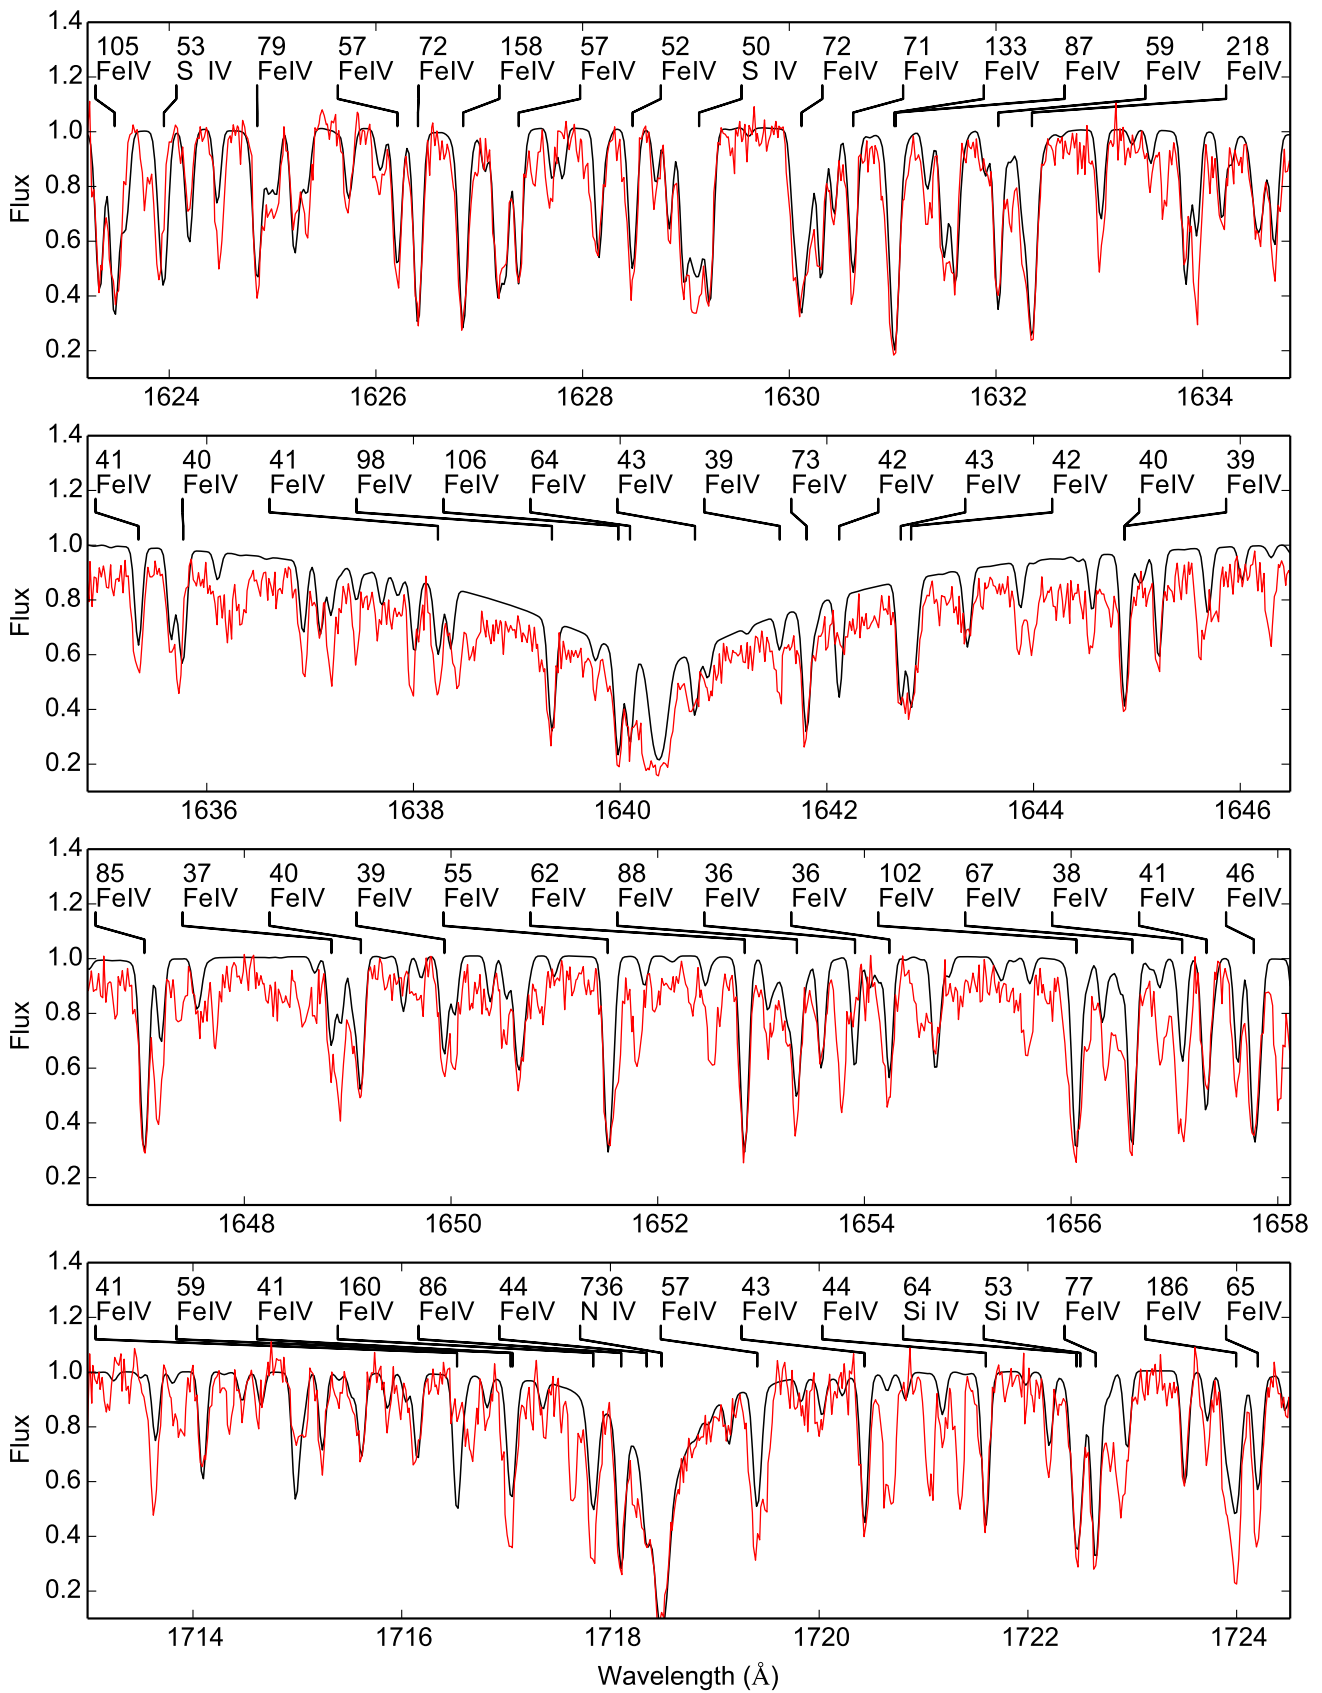 1.4
105 53 79 57 72 158 57 52 50 72 71 133 87 59 218
FeIV S IV FeIV FeIV FeIV FeIV FeIV FeIV S IV FeIV FeIV FeIV FeIV FeIV FeIV
1.2
1.0
0.8
Flux
0.6
0.4
0.2
1624 1626 1628 1630 1632 1634
1.4
41 40 41 98 106 64 43 39 73 42 43 42 40 39
FeIV FeIV FeIV FeIV FeIV FeIV FeIV FeIV FeIV FeIV FeIV FeIV FeIV FeIV
1.2
1.0
0.8
Flux
0.6
0.4
0.2
1636 1638 1640 1642 1644 1646
1.4
85 37 40 39 55 62 88 36 36 102 67 38 41 46
FeIV FeIV FeIV FeIV FeIV FeIV FeIV FeIV FeIV FeIV FeIV FeIV FeIV FeIV
1.2
1.0
0.8
Flux
0.6
0.4
0.2
1648 1650 1652 1654 1656 1658
1.4
41 59 41 160 86 44 736 57 43 44 64 53 77 186 65
FeIV FeIV FeIV FeIV FeIV FeIV N IV FeIV FeIV FeIV Si IV Si IV FeIV FeIV FeIV
1.2
1.0
0.8
Flux
0.6
0.4
0.2
1714 1716 1718 1720 1722 1724
Wavelength (Å)